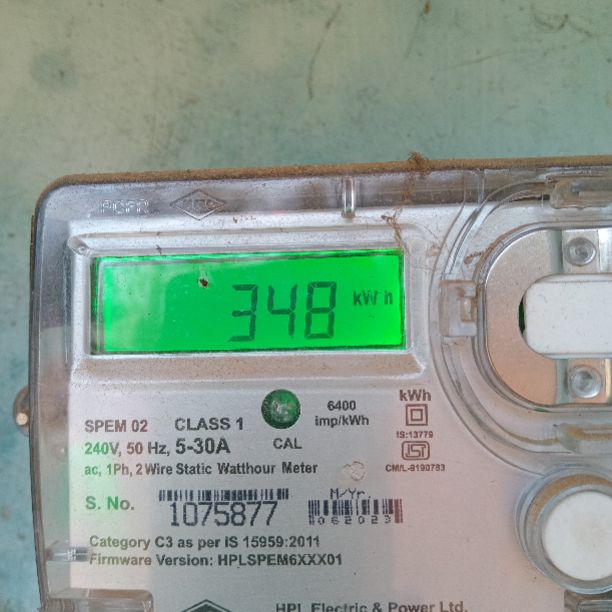 348 kWh
SPEM 02 CLASS 1
240V, 50 Hz, 5-30A
ac, 1Ph, 2 Wire Static Watthour Meter
CAL
6400
imp/kWh
kWh
IS:13779
ISI
CM/L-8190783
S. No. 1075877
M/Yr.
062023
Category C3 as per IS 15959:2011
Firmware Version: HPLSPEM6XXX01
HPL Electric & Power Ltd.